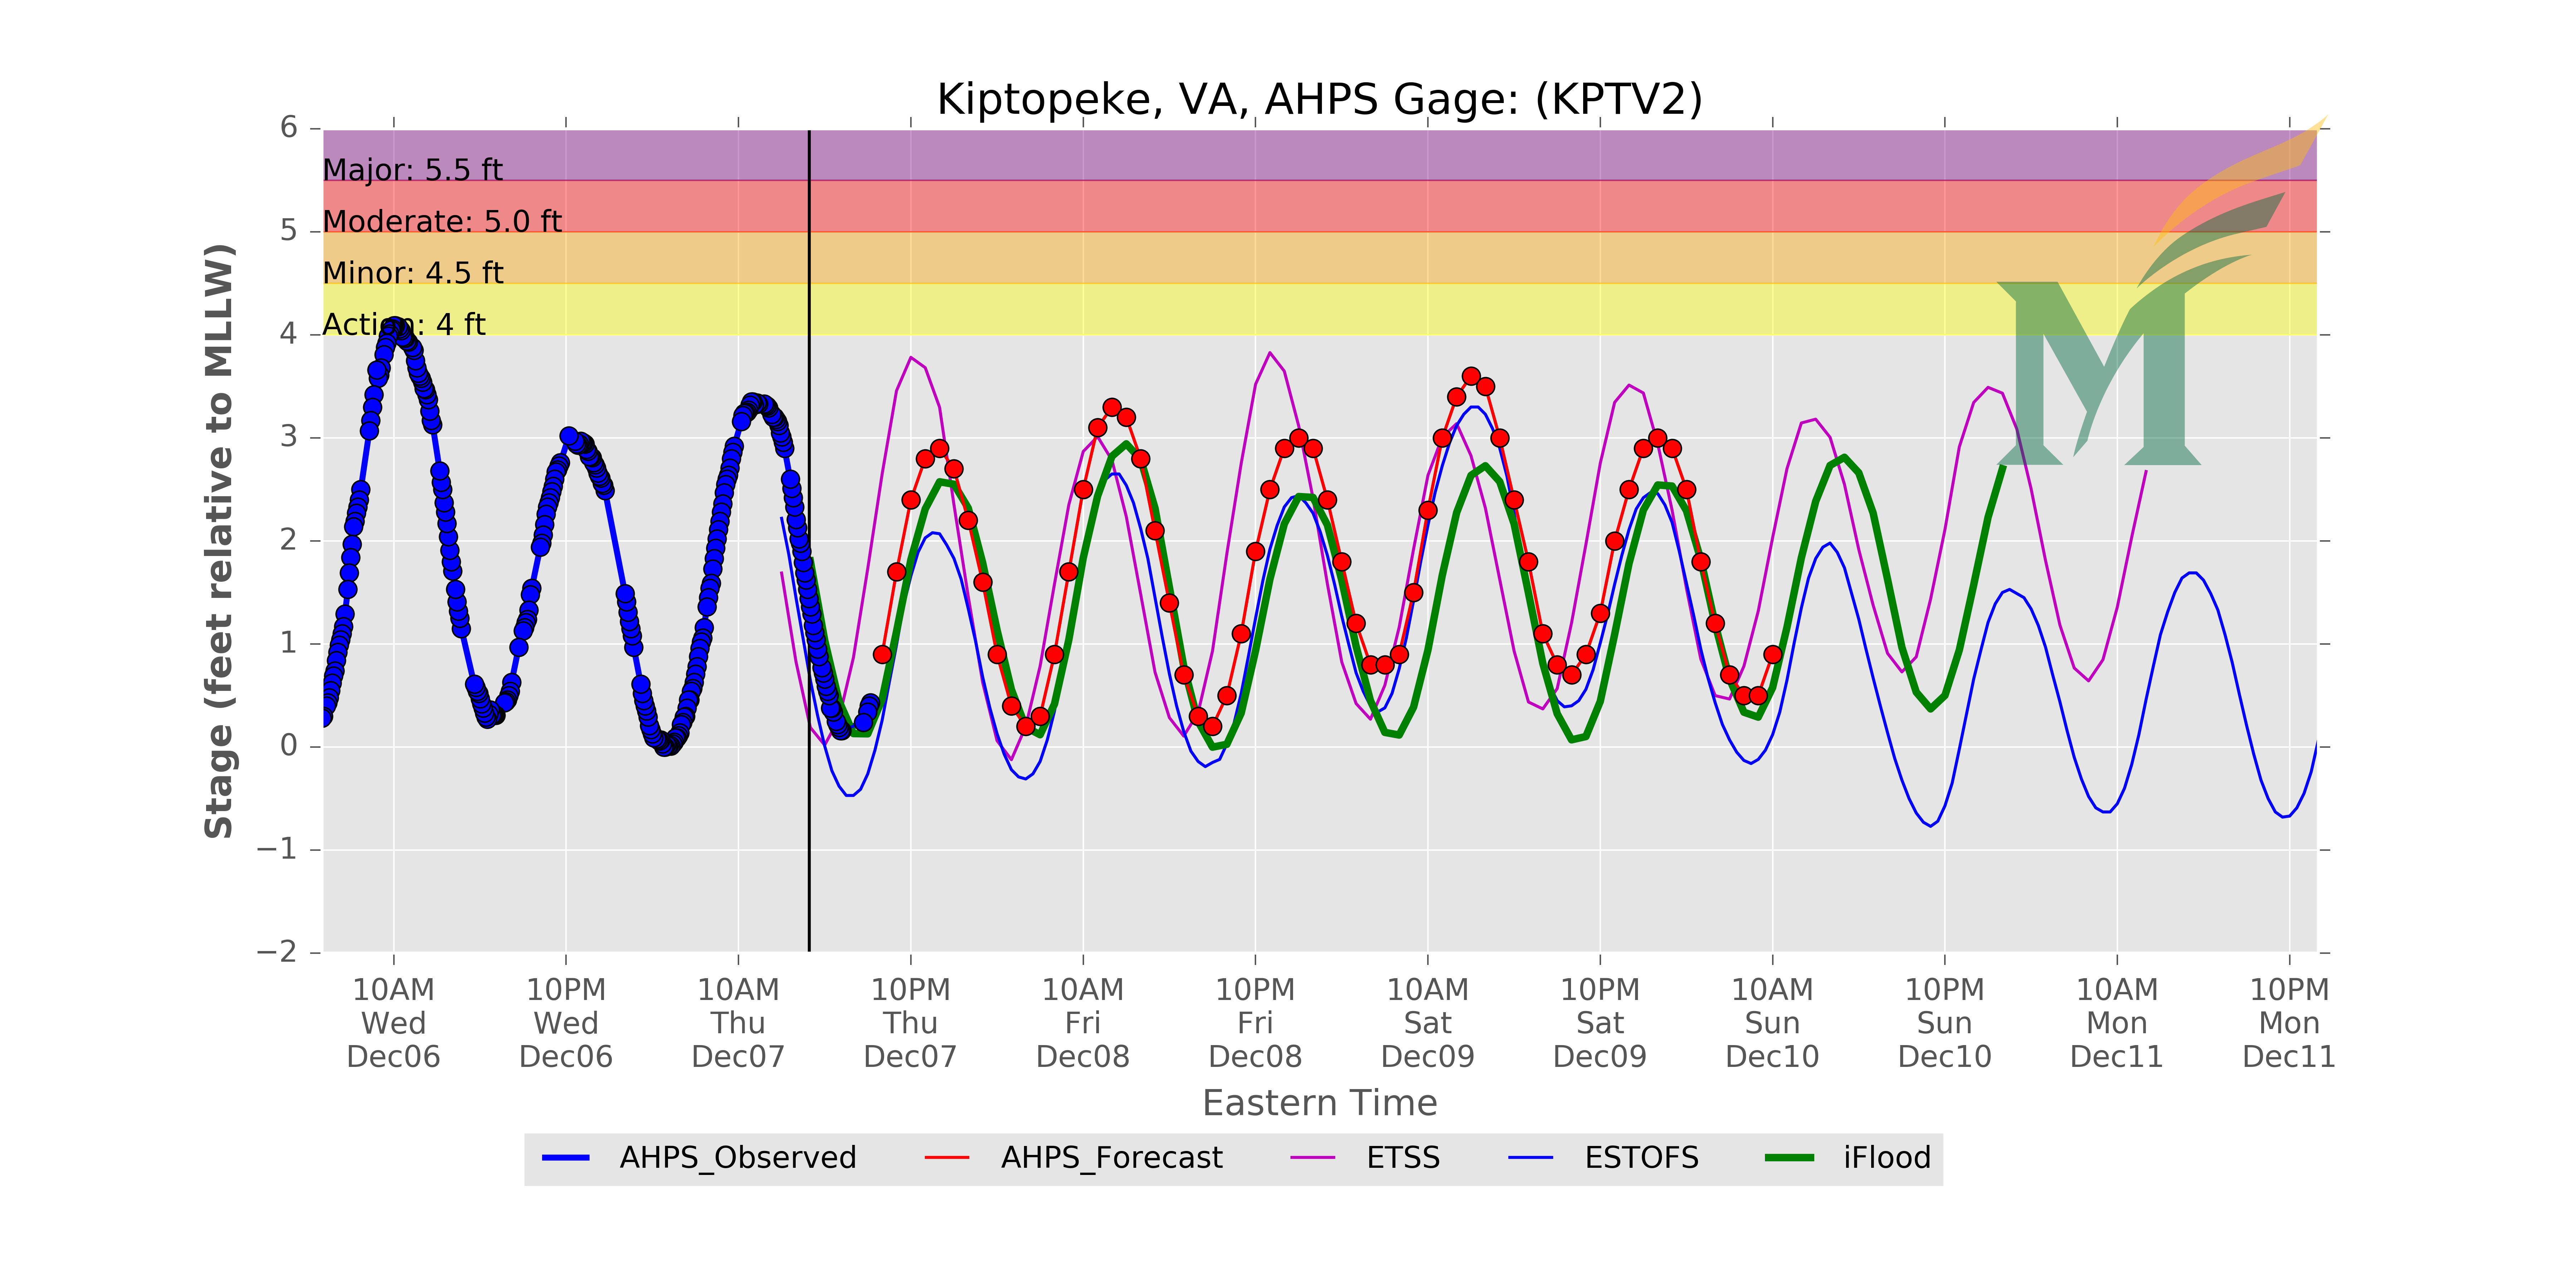 Kiptopeke, VA, AHPS Gage: (KPTV2)
Stage (feet relative to MLLW)
6
5
4
3
2
1
0
−1
−2
Major: 5.5 ft
Moderate: 5.0 ft
Minor: 4.5 ft
Action: 4 ft
10AM 10PM 10AM 10PM 10AM 10PM 10AM 10PM 10AM 10PM 10AM 10PM
Wed Wed Thu Thu Fri Fri Sat Sat Sun Sun Mon Mon
Dec06 Dec06 Dec07 Dec07 Dec08 Dec08 Dec09 Dec09 Dec10 Dec10 Dec11 Dec11
Eastern Time
AHPS_Observed AHPS_Forecast ETSS ESTOFS iFlood
M